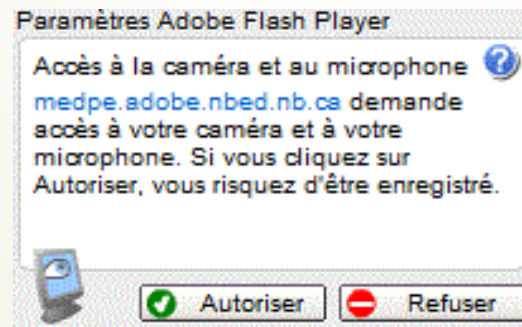 Paramètres Adobe Flash Player
Accès à la caméra et au microphone
medpe.adobe.nbed.nb.ca demande
accès à votre caméra et à votre
microphone. Si vous cliquez sur
Autoriser, vous risquez d'être enregistré.
Autoriser
Refuser